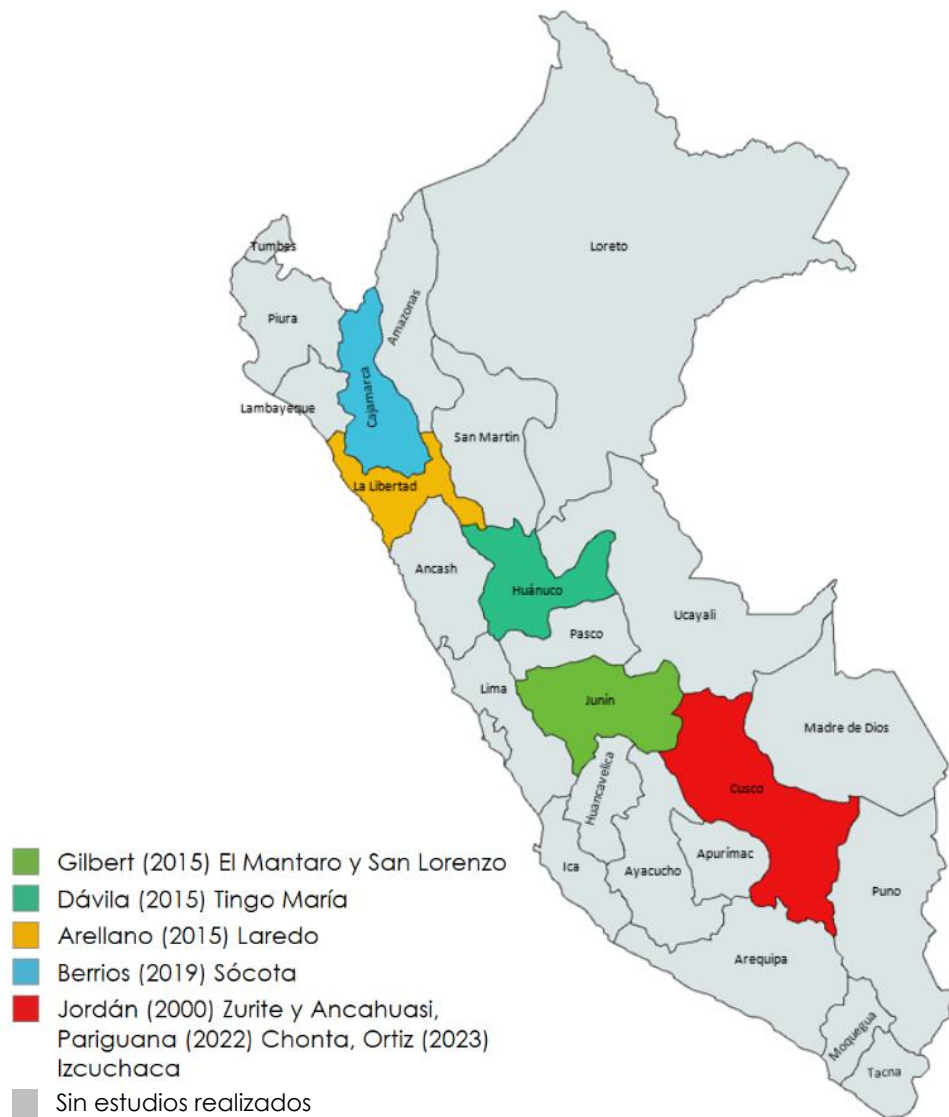 Loreto
Tumbes
Piura
Amazonas
Cajamarca
Lambayeque
San Martin
La Libertad
Ancash
Huánuco
Ucayali
Pasco
Lima
Junín
Madre de Dios
Cusco
Huancavelica
Ica
Ayacucho
Apurímac
Puno
Arequipa
Moquegua
Tacna
Gilbert (2015) El Mantaro y San Lorenzo
Dávila (2015) Tingo María
Arellano (2015) Laredo
Berrios (2019) Sócota
Jordán (2000) Zurite y Ancahuasi,
Pariguana (2022) Chonta, Ortiz (2023)
Izcuchaca
Sin estudios realizados